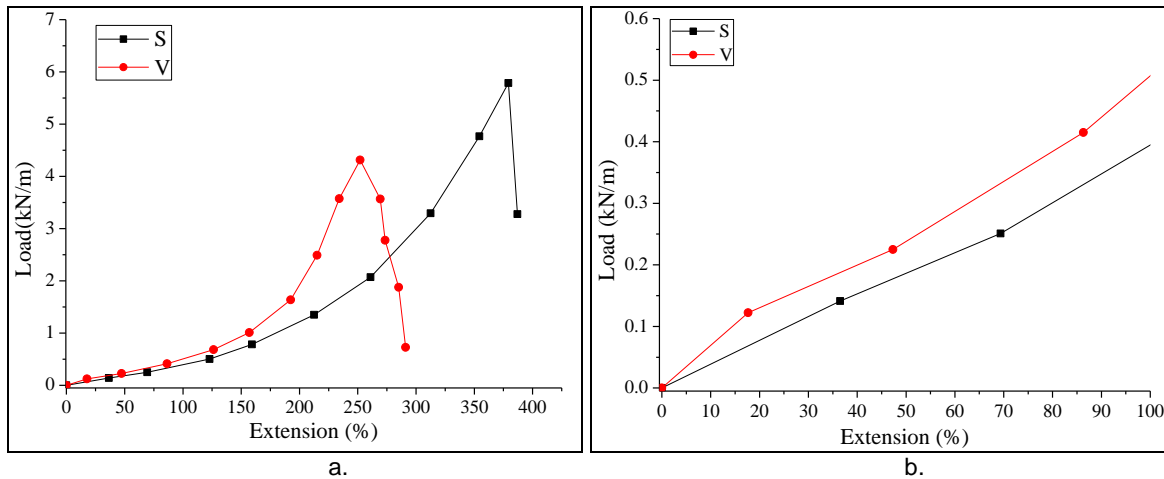 7
6
5
4
3
2
1
0
Load(kN/m)
S
V
0 50 100 150 200 250 300 350 400
Extension (%)
a.
0.6
0.5
0.4
0.3
0.2
0.1
0.0
Load (kN/m)
S
V
0 10 20 30 40 50 60 70 80 90 100
Extension (%)
b.